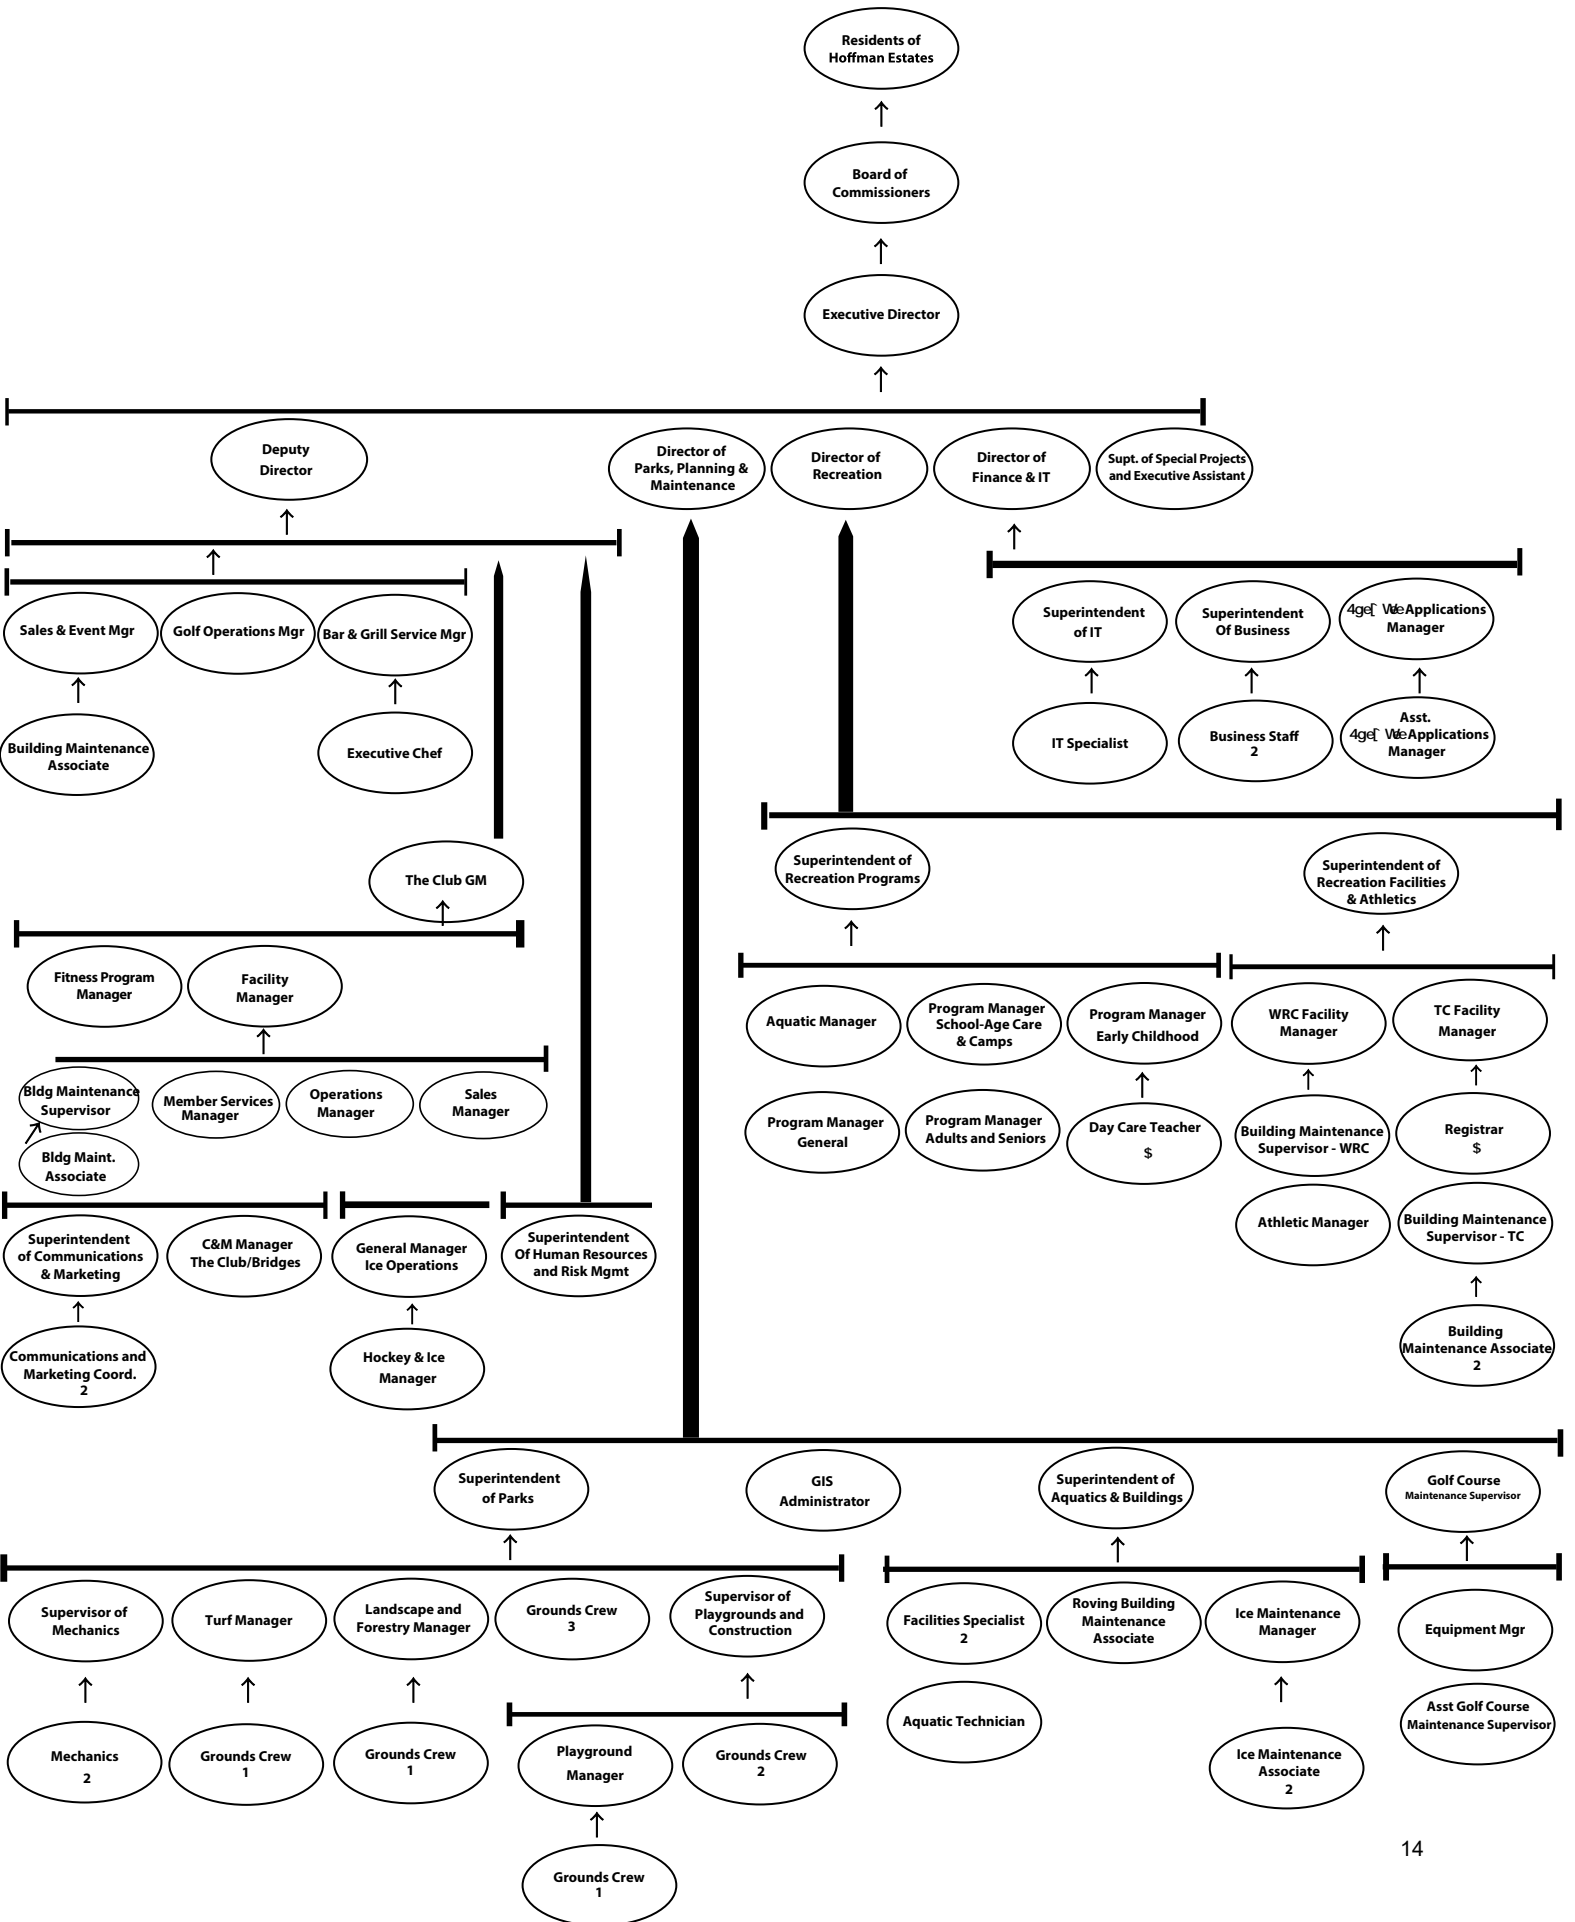 Residents of
Hoffman Estates
Board of
Commissioners
Executive Director
Deputy
Director
Director of
Parks, Planning &
Maintenance
Director of
Recreation
Director of
Finance & IT
Supt. of Special Projects
and Executive Assistant
Sales & Event Mgr
Golf Operations Mgr
Bar & Grill Service Mgr
Superintendent
of IT
Superintendent
Of Business
Applications
Manager
Building Maintenance
Associate
Executive Chef
IT Specialist
Business Staff
2
Asst.
Applications
Manager
The Club GM
Superintendent of
Recreation Programs
Superintendent of
Recreation Facilities
& Athletics
Fitness Program
Manager
Facility
Manager
Aquatic Manager
Program Manager
School-Age Care
& Camps
Program Manager
Early Childhood
WRC Facility
Manager
TC Facility
Manager
Bldg Maintenance
Supervisor
Member Services
Manager
Operations
Manager
Sales
Manager
Bldg Maint.
Associate
Program Manager
General
Program Manager
Adults and Seniors
Day Care Teacher
$
Building Maintenance
Supervisor - WRC
Registrar
$
Athletic Manager
Building Maintenance
Supervisor - TC
Superintendent
of Communications
& Marketing
C&M Manager
The Club/Bridges
General Manager
Ice Operations
Superintendent
Of Human Resources
and Risk Mgmt
Communications and
Marketing Coord.
2
Hockey & Ice
Manager
Building
Maintenance Associate
2
Superintendent
of Parks
GIS
Administrator
Superintendent of
Aquatics & Buildings
Golf Course
Maintenance Supervisor
Supervisor of
Mechanics
Turf Manager
Landscape and
Forestry Manager
Grounds Crew
3
Supervisor of
Playgrounds and
Construction
Facilities Specialist
2
Roving Building
Maintenance
Associate
Ice Maintenance
Manager
Equipment Mgr
Aquatic Technician
Asst Golf Course
Maintenance Supervisor
Mechanics
2
Grounds Crew
1
Grounds Crew
1
Playground
Manager
Grounds Crew
2
Ice Maintenance
Associate
2
Grounds Crew
1
14